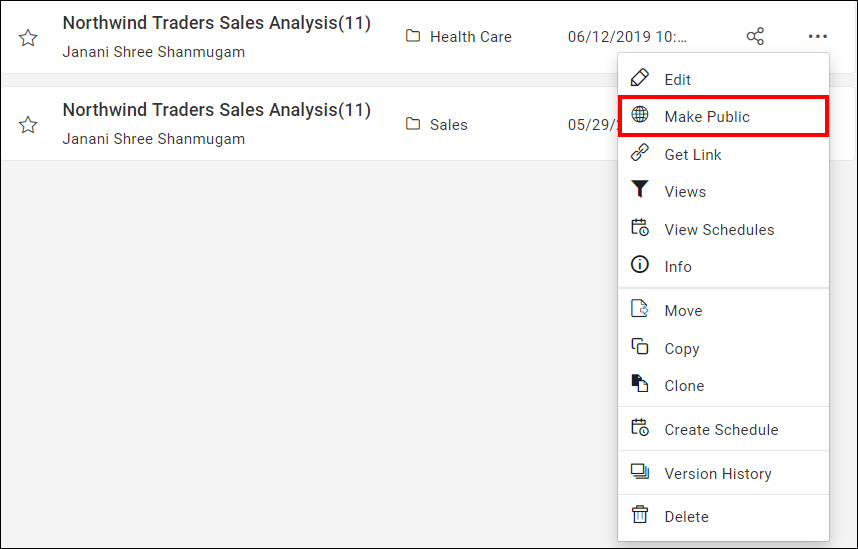 Northwind Traders Sales Analysis(11)
Janani Shree Shanmugam
Health Care
06/12/2019 10:...
Northwind Traders Sales Analysis(11)
Janani Shree Shanmugam
Sales
05/29/
Edit
Make Public
Get Link
Views
View Schedules
Info
Move
Copy
Clone
Create Schedule
Version History
Delete